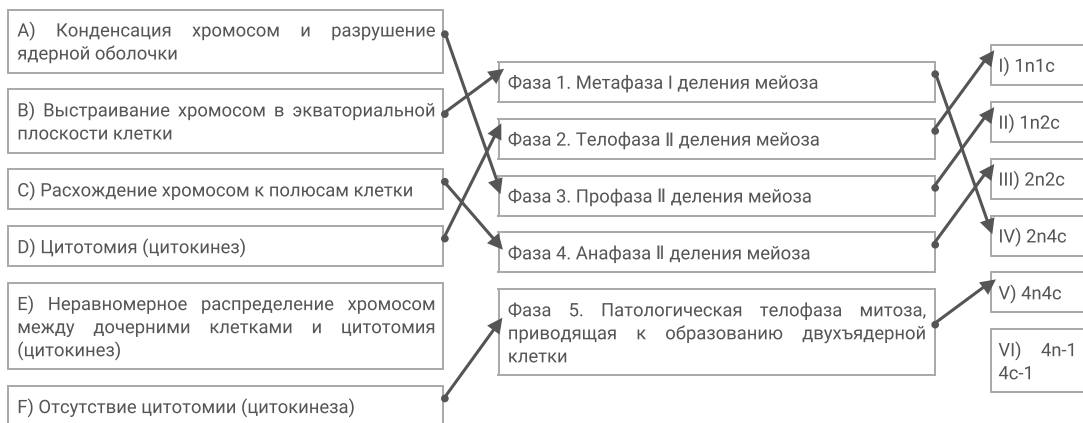 А) Конденсация хромосом и разрушение
ядерной оболочки
В) Выстраивание хромосом в экваториальной
плоскости клетки
С) Расхождение хромосом к полюсам клетки
D) Цитотомия (цитокинез)
Е) Неравномерное распределение хромосом
между дочерними клетками и цитотомия
(цитокинез)
F) Отсутствие цитотомии (цитокинеза)
Фаза 1. Метафаза I деления мейоза
Фаза 2. Телофаза II деления мейоза
Фаза 3. Профаза II деления мейоза
Фаза 4. Анафаза II деления мейоза
Фаза 5. Патологическая телофаза митоза,
приводящая к образованию двухъядерной
клетки
I) 1n1c
II) 1n2c
III) 2n2c
IV) 2n4c
V) 4n4c
VI) 4n-1
4c-1